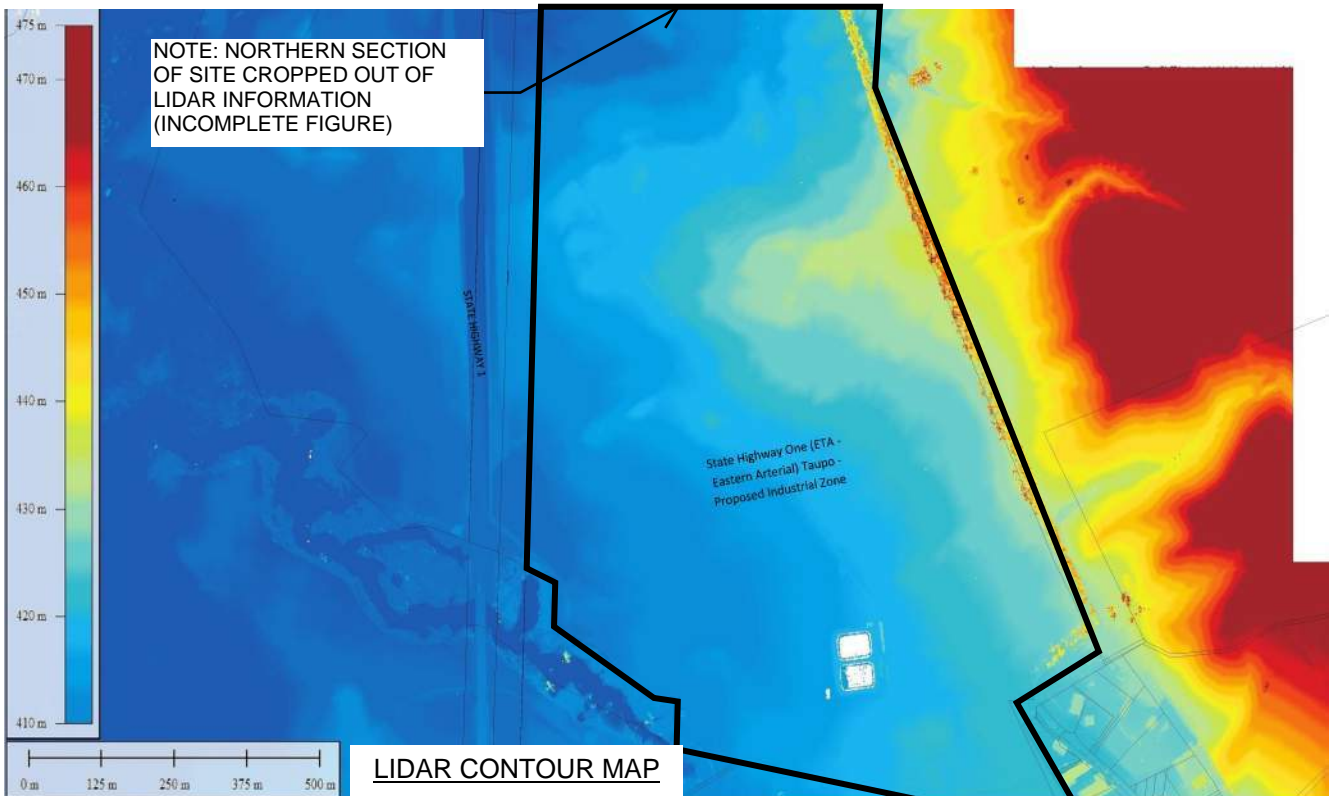 475 m
470 m
460 m
450 m
440 m
430 m
420 m
410 m
NOTE: NORTHERN SECTION
OF SITE CROPPED OUT OF
LIDAR INFORMATION
(INCOMPLETE FIGURE)
STATE HIGHWAY 1
State Highway One (ETA -
Eastern Arterial) Taupo -
Proposed Industrial Zone
0 m 125 m 250 m 375 m 500 m
LIDAR CONTOUR MAP